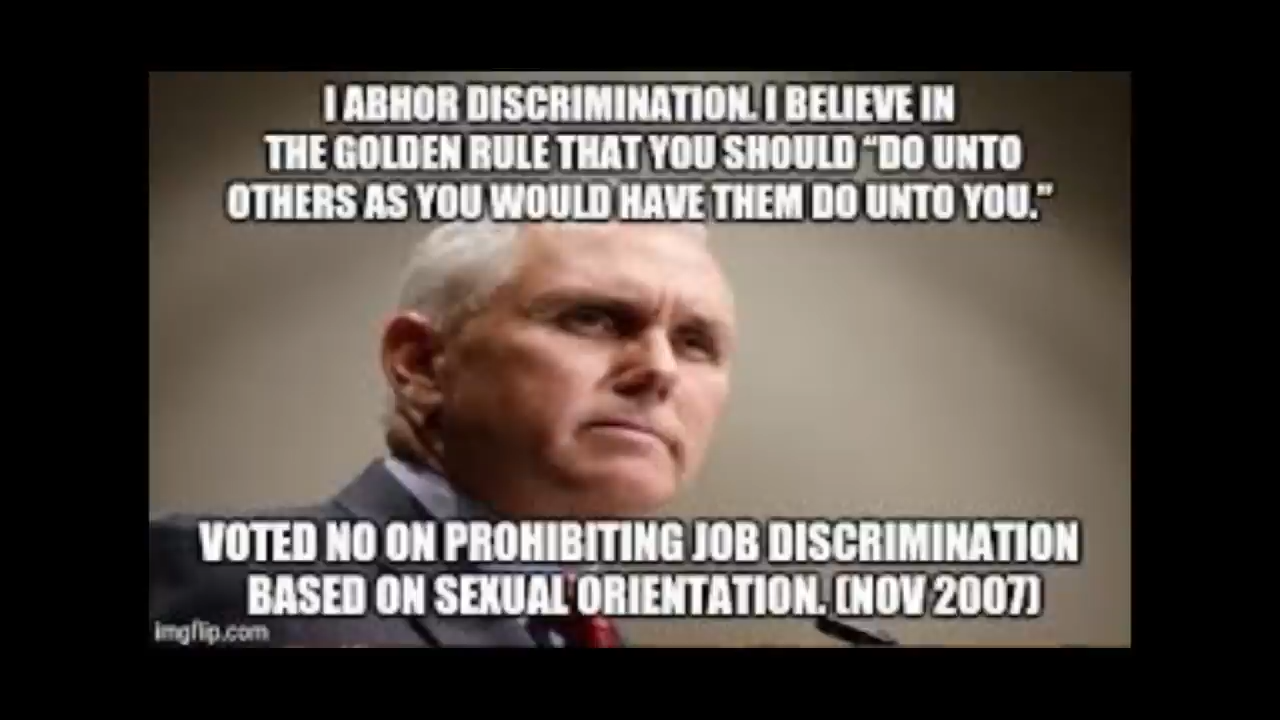 I ABHOR DISCRIMINATION. I BELIEVE IN
THE GOLDEN RULE THAT YOU SHOULD “DO UNTO
OTHERS AS YOU WOULD HAVE THEM DO UNTO YOU.”
VOTED NO ON PROHIBITING JOB DISCRIMINATION
BASED ON SEXUAL ORIENTATION. (NOV 2007)
imgflip.com